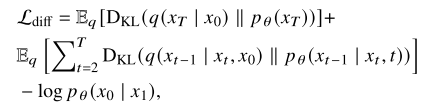 ℒ_diff = 𝔼_q[D_KL(q(x_T | x_0) ∥ p_θ(x_T))]+
𝔼_q [∑_{t=2}^{T} D_KL(q(x_{t−1} | x_t, x_0) ∥ p_θ(x_{t−1} | x_t, t))]
− log p_θ(x_0 | x_1),